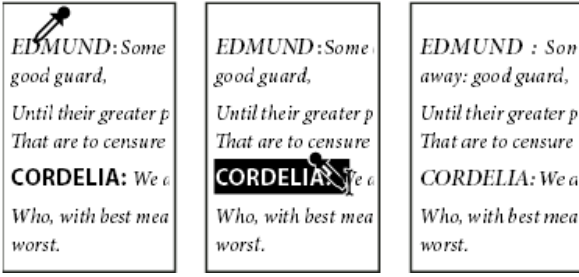 EDMUND: Some
good guard,
Until their greater p
That are to censure
CORDELIA: We a
Who, with best mea
worst.
EDMUND: Some
good guard,
Until their greater p
That are to censure
CORDELIA: We a
Who, with best mea
worst.
EDMUND : Som
away: good guard,
Until their greater p
That are to censure
CORDELIA: We a
Who, with best mea
worst.